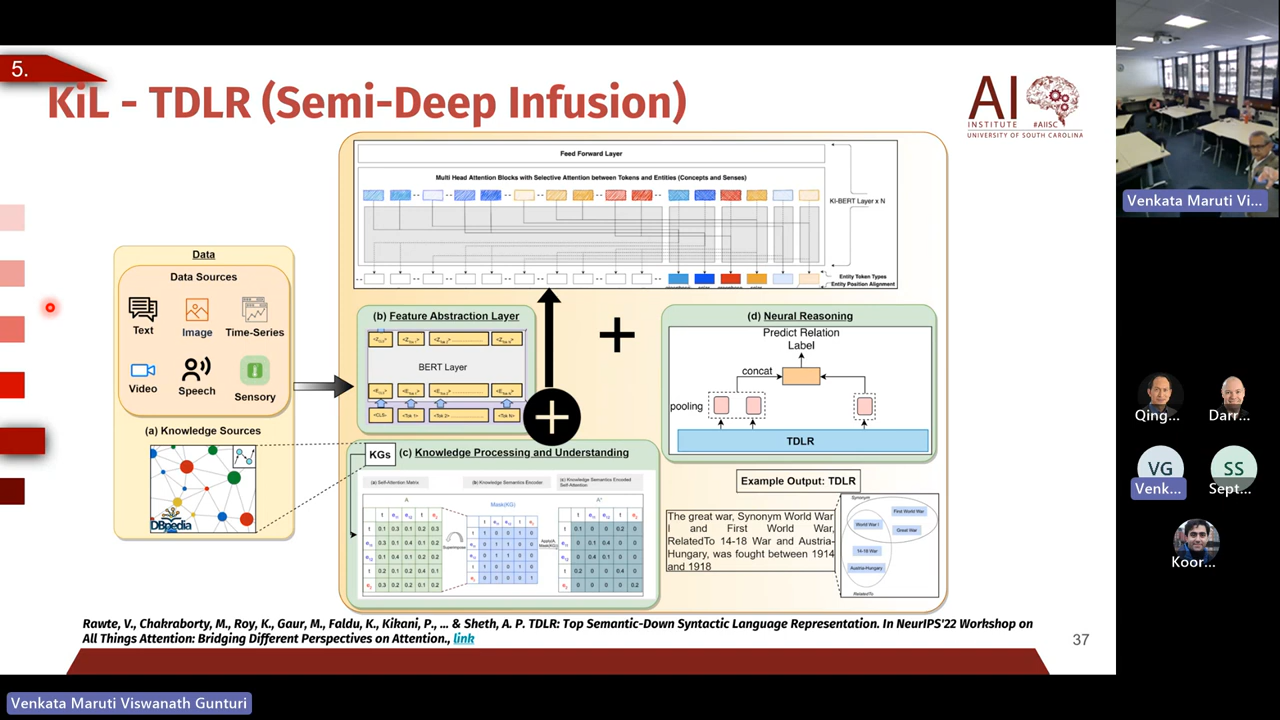 5.
KiL - TDLR (Semi-Deep Infusion)
AI
INSTITUTE #AIISC
UNIVERSITY OF SOUTH CAROLINA
Feed Forward Layer
Multi Head Attention Blocks with Selective Attention between Tokens and Entities (Concepts and Senses)
KI-BERT Layer x N
Entity Token Types
Entity Position Alignment
Data
Data Sources
Text
Image
Time-Series
Video
Speech
Sensory
(a) Knowledge Sources
DBpedia
(b) Feature Abstraction Layer
BERT Layer
+
(d) Neural Reasoning
Predict Relation
Label
concat
pooling
TDLR
+
KGs
(c) Knowledge Processing and Understanding
(a) Self-Attention Matrix
(b) Knowledge Semantics Encoder
(c) Knowledge Semantics Encoded
Self-Attention
A
Mask(KG)
Superimpose
Example Output: TDLR
The great war, Synonym World War
I and First World War,
RelatedTo 14-18 War and Austria-
Hungary, was fought between 1914
and 1918
Synonym
First World War
World War I
Great War
14-18 War
Austria-Hungary
RelatedTo
Rawte, V., Chakraborty, M., Roy, K., Gaur, M., Faldu, K., Kikani, P., ... & Sheth, A. P. TDLR: Top Semantic-Down Syntactic Language Representation. In NeurIPS'22 Workshop on
All Things Attention: Bridging Different Perspectives on Attention., link
37
Venkata Maruti Vi...
Qing...
Darr...
VG
Venk...
SS
Sept...
Koor...
Venkata Maruti Viswanath Gunturi